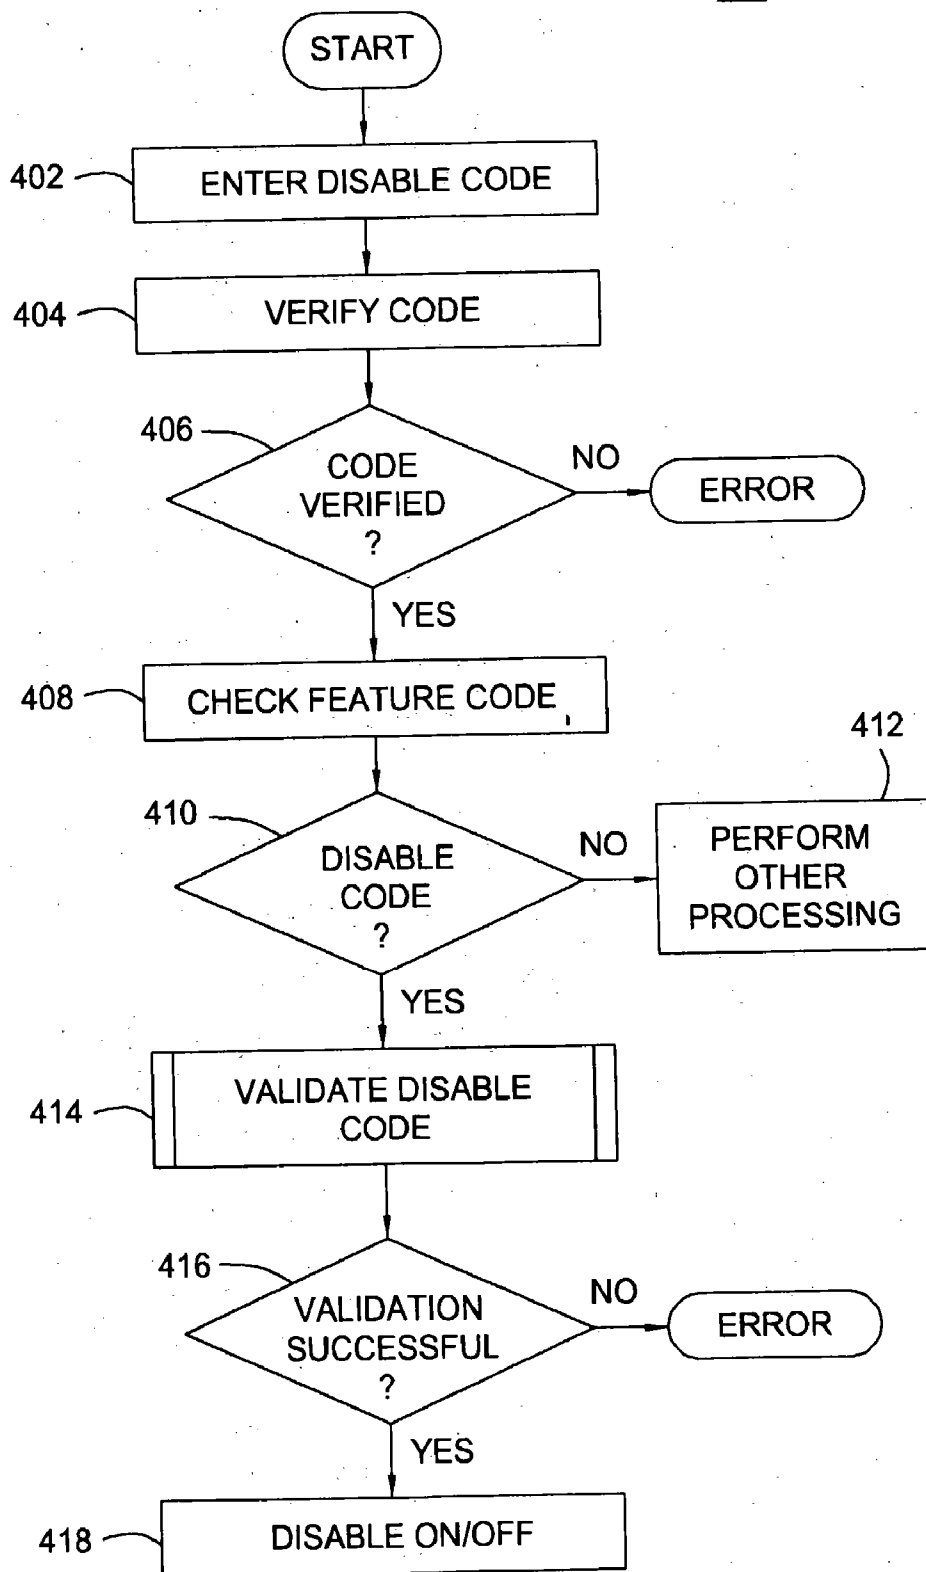 START
402
ENTER DISABLE CODE
404
VERIFY CODE
406
CODE
VERIFIED
?
NO
ERROR
YES
408
CHECK FEATURE CODE
410
DISABLE
CODE
?
NO
412
PERFORM
OTHER
PROCESSING
YES
414
VALIDATE DISABLE
CODE
416
VALIDATION
SUCCESSFUL
?
NO
ERROR
YES
418
DISABLE ON/OFF